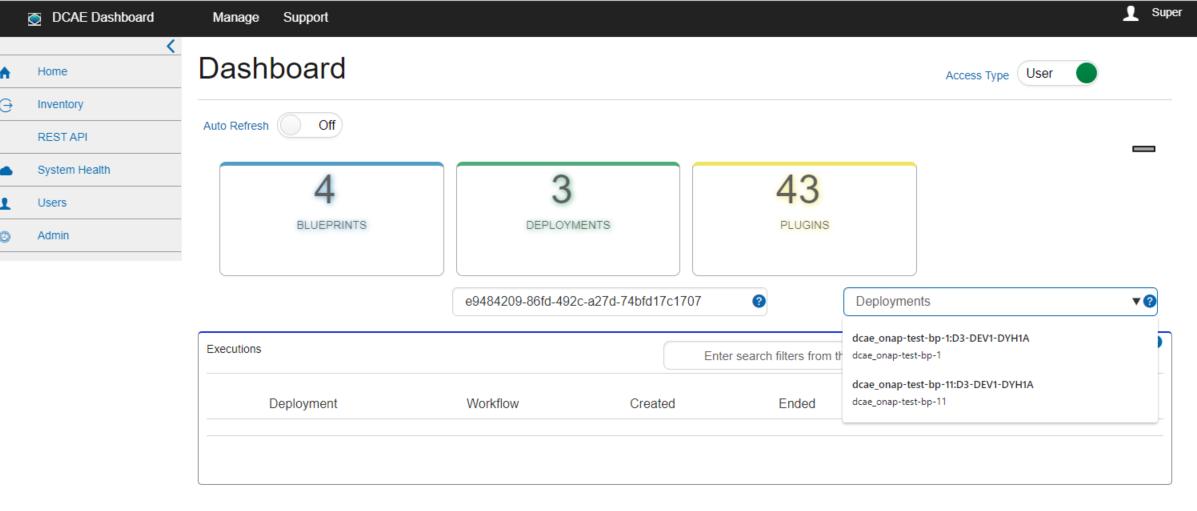 DCAE Dashboard Manage Support Super
Home
Inventory
REST API
System Health
Users
Admin
Dashboard
Access Type User
Auto Refresh Off
4
BLUEPRINTS
3
DEPLOYMENTS
43
PLUGINS
e9484209-86fd-492c-a27d-74bfd17c1707 ?
Deployments ▼ ?
dcae_onap-test-bp-1:D3-DEV1-DYH1A
dcae_onap-test-bp-1
dcae_onap-test-bp-11:D3-DEV1-DYH1A
dcae_onap-test-bp-11
Executions
Enter search filters from
Deployment Workflow Created Ended